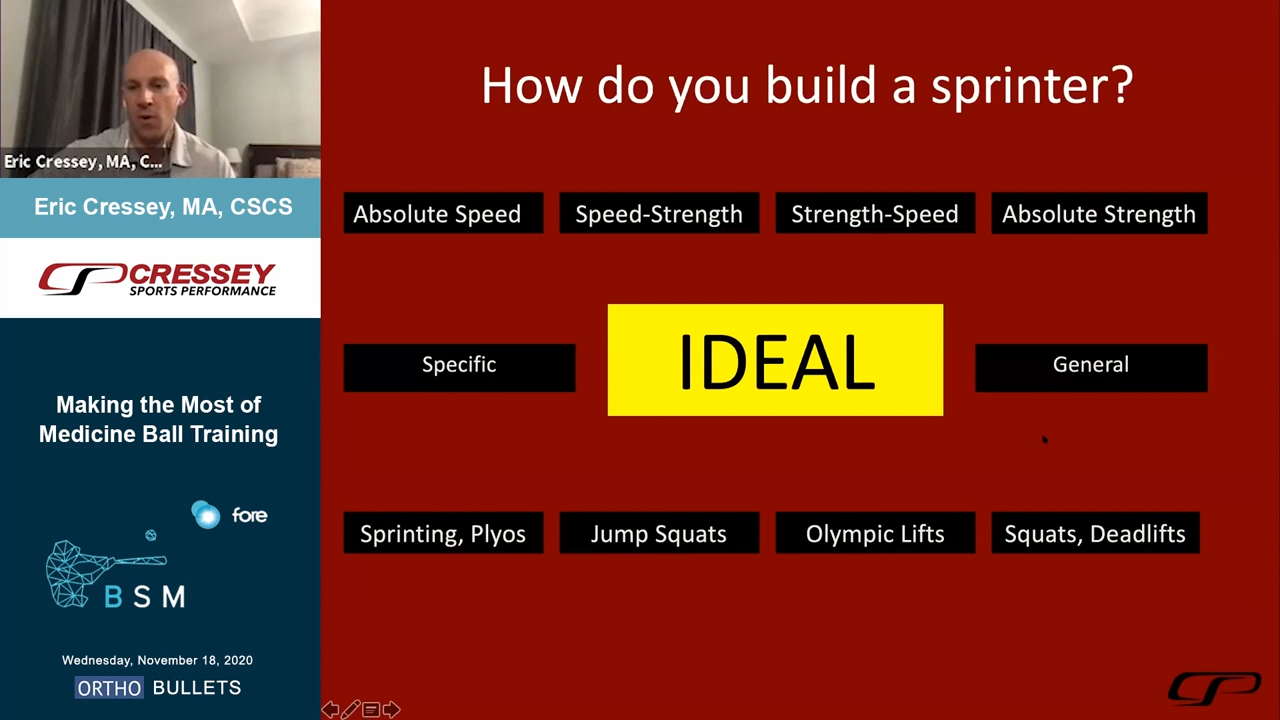 Eric Cressey, MA, C...
Eric Cressey, MA, CSCS
CP CRESSEY
SPORTS PERFORMANCE
Making the Most of
Medicine Ball Training
fore
BSM
Wednesday, November 18, 2020
ORTHO BULLETS
How do you build a sprinter?
Absolute Speed
Speed-Strength
Strength-Speed
Absolute Strength
Specific
IDEAL
General
Sprinting, Plyos
Jump Squats
Olympic Lifts
Squats, Deadlifts
CP